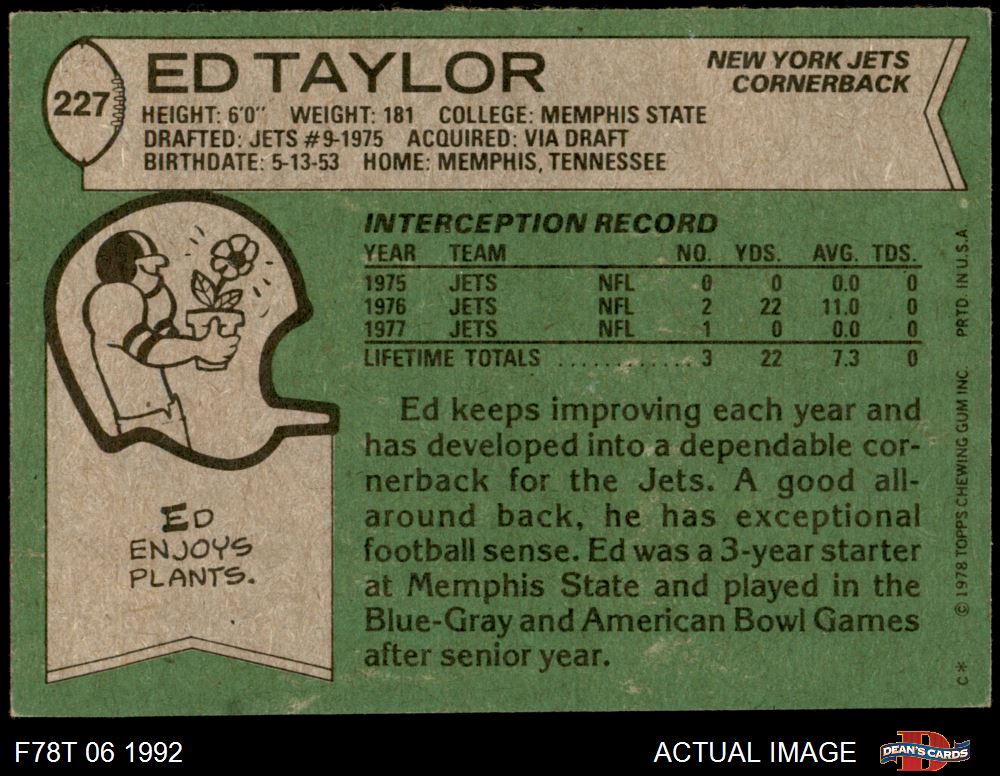 227
ED TAYLOR
NEW YORK JETS
CORNERBACK
HEIGHT: 6'0" WEIGHT: 181 COLLEGE: MEMPHIS STATE
DRAFTED: JETS #9-1975 ACQUIRED: VIA DRAFT
BIRTHDATE: 5-13-53 HOME: MEMPHIS, TENNESSEE
INTERCEPTION RECORD
YEAR TEAM NO. YDS. AVG. TDS.
1975 JETS NFL 0 0 0.0 0
1976 JETS NFL 2 22 11.0 0
1977 JETS NFL 1 0 0.0 0
LIFETIME TOTALS ............ 3 22 7.3 0
Ed keeps improving each year and
has developed into a dependable cor-
nerback for the Jets. A good all-
around back, he has exceptional
football sense. Ed was a 3-year starter
at Memphis State and played in the
Blue-Gray and American Bowl Games
after senior year.
ED
ENJOYS
PLANTS.
C* © 1978 TOPPS CHEWING GUM INC. PRTD. IN U.S.A.
F78T 06 1992
ACTUAL IMAGE
D
DEAN'S CARDS